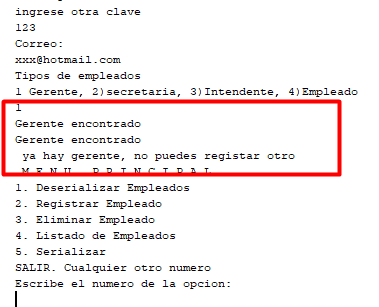 ingrese otra clave
123
Correo:
xxx@hotmail.com
Tipos de empleados
1 Gerente, 2)secretaria, 3)Intendente, 4)Empleado
1
Gerente encontrado
Gerente encontrado
ya hay gerente, no puedes registar otro
M E N U   P R I N C I P A L
1. Deserializar Empleados
2. Registrar Empleado
3. Eliminar Empleado
4. Listado de Empleados
5. Serializar
SALIR. Cualquier otro numero
Escribe el numero de la opcion: